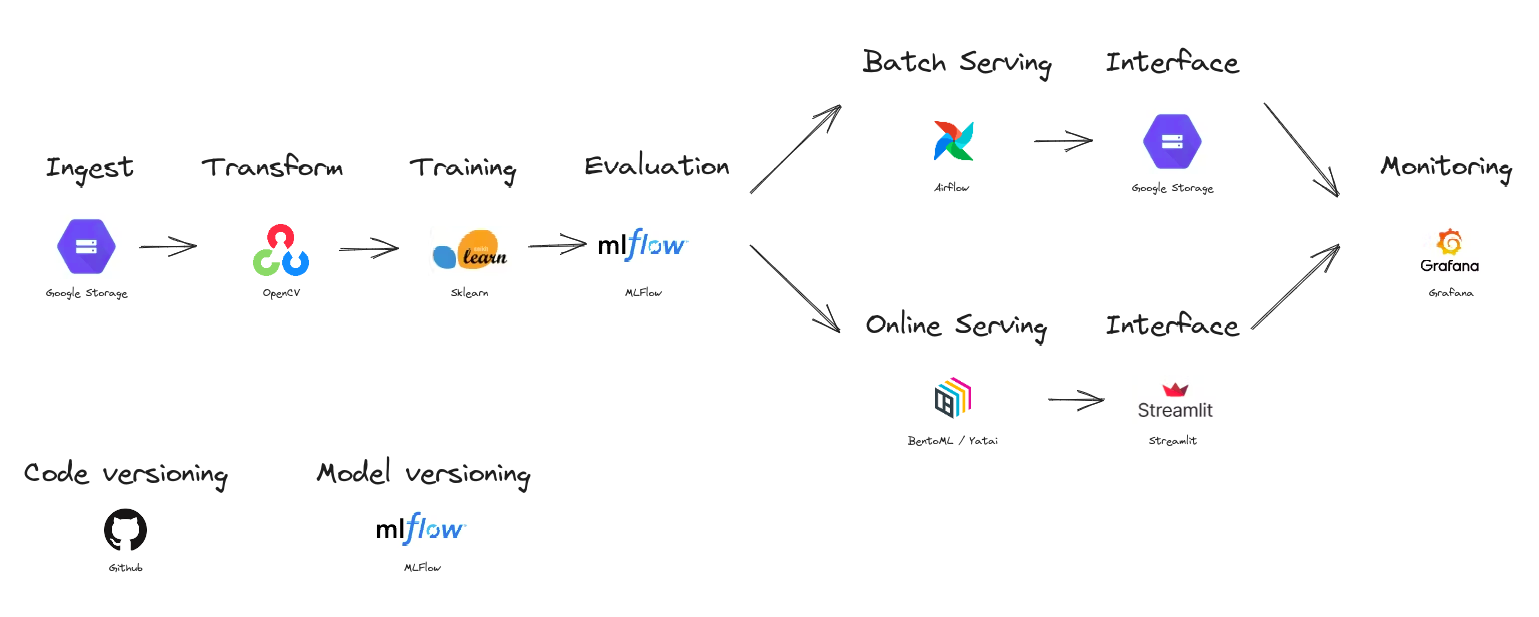 Batch Serving
Interface
Airflow
Google Storage
Ingest
Transform
Training
Evaluation
Monitoring
learn
mlflow
Grafana
Google Storage
OpenCV
Sklearn
MLFlow
Grafana
Online Serving
Interface
Streamlit
BentoML / Yatai
Streamlit
Code versioning
Model versioning
mlflow
Github
MLFlow